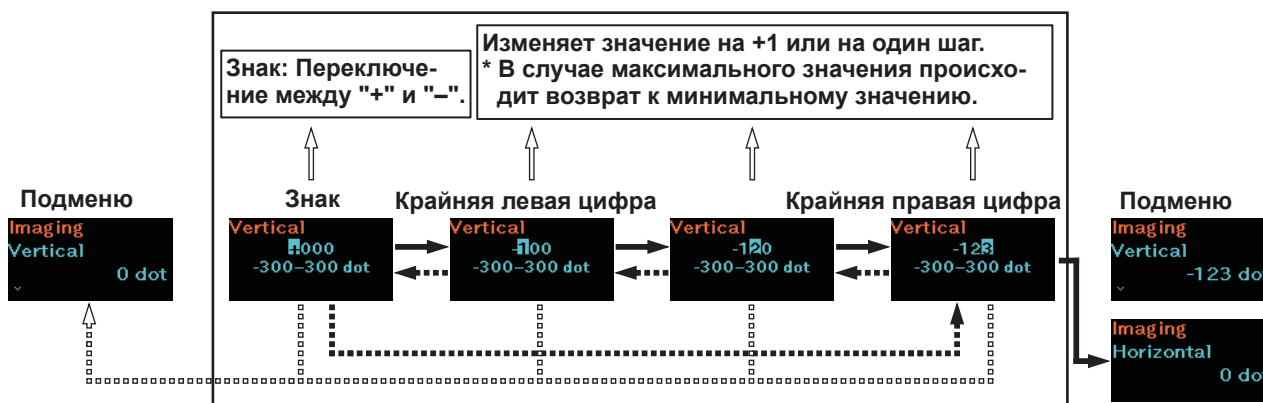 Знак: Переключе-
ние между "+" и "–".
Изменяет значение на +1 или на один шаг.
* В случае максимального значения происхо-
дит возврат к минимальному значению.
Подменю
Знак
Крайняя левая цифра
Крайняя правая цифра
Подменю
Imaging
Vertical
0 dot
Vertical
+000
-300–300 dot
Vertical
-100
-300–300 dot
Vertical
-120
-300–300 dot
Vertical
-123
-300–300 dot
Imaging
Vertical
-123 dot
Imaging
Horizontal
0 dot